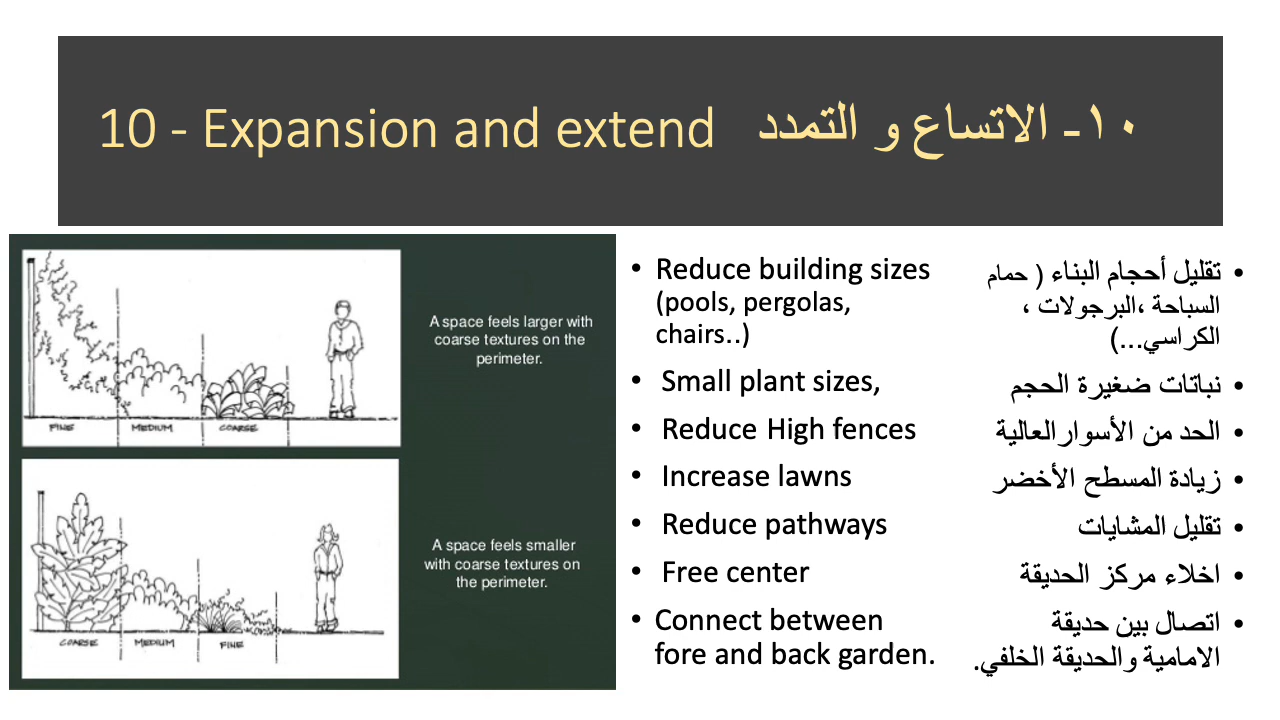 10 - Expansion and extend ١٠- الاتساع و التمدد
A space feels larger with
coarse textures on the
perimeter.
FINE
MEDIUM
COARSE
A space feels smaller
with coarse textures on
the perimeter.
COARSE
MEDIUM
FINE
• Reduce building sizes
(pools, pergolas,
chairs..)
• Small plant sizes,
• Reduce High fences
• Increase lawns
• Reduce pathways
• Free center
• Connect between
fore and back garden.
• تقليل أحجام البناء ( حمام
السباحة ،البرجولات ،
الكراسي...)
• نباتات ضغيرة الحجم
• الحد من الأسوارالعالية
• زيادة المسطح الأخضر
• تقليل المشايات
• اخلاء مركز الحديقة
• اتصال بين حديقة
الامامية والحديقة الخلفي.